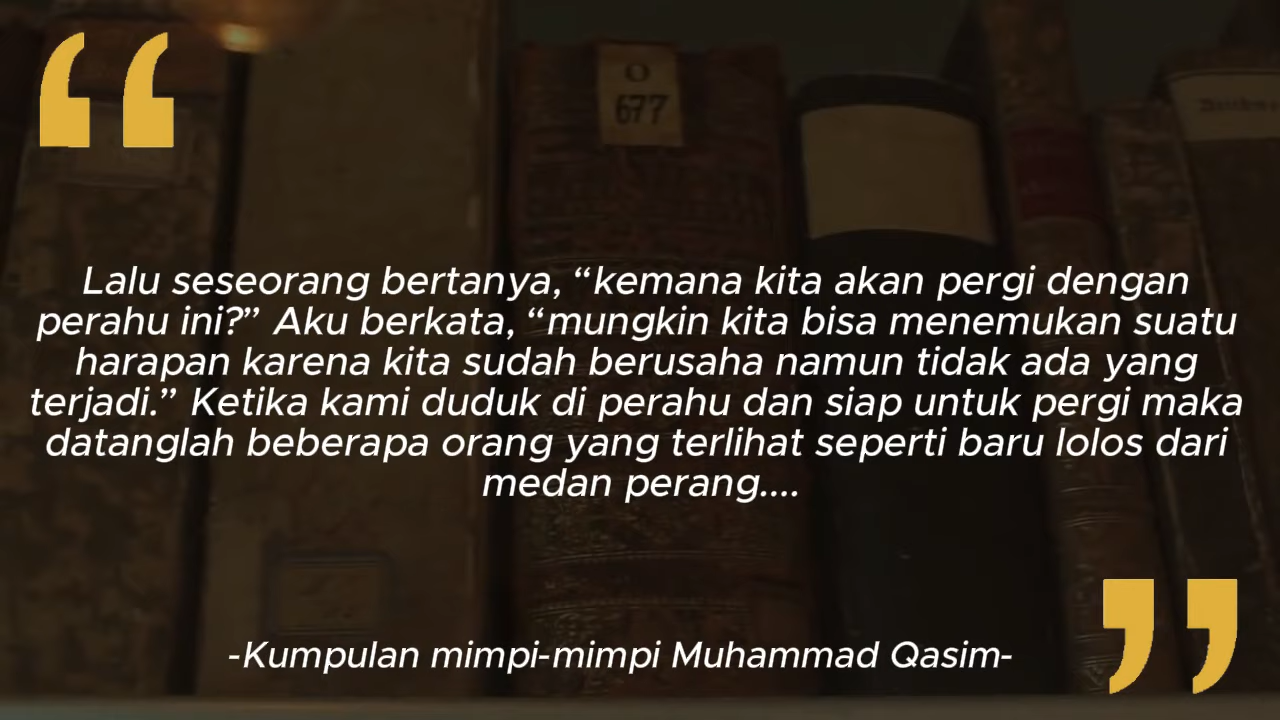 “
O
677
Lalu seseorang bertanya, “kemana kita akan pergi dengan
perahu ini?” Aku berkata, “mungkin kita bisa menemukan suatu
harapan karena kita sudah berusaha namun tidak ada yang
terjadi.” Ketika kami duduk di perahu dan siap untuk pergi maka
datanglah beberapa orang yang terlihat seperti baru lolos dari
medan perang....
”
-Kumpulan mimpi-mimpi Muhammad Qasim-